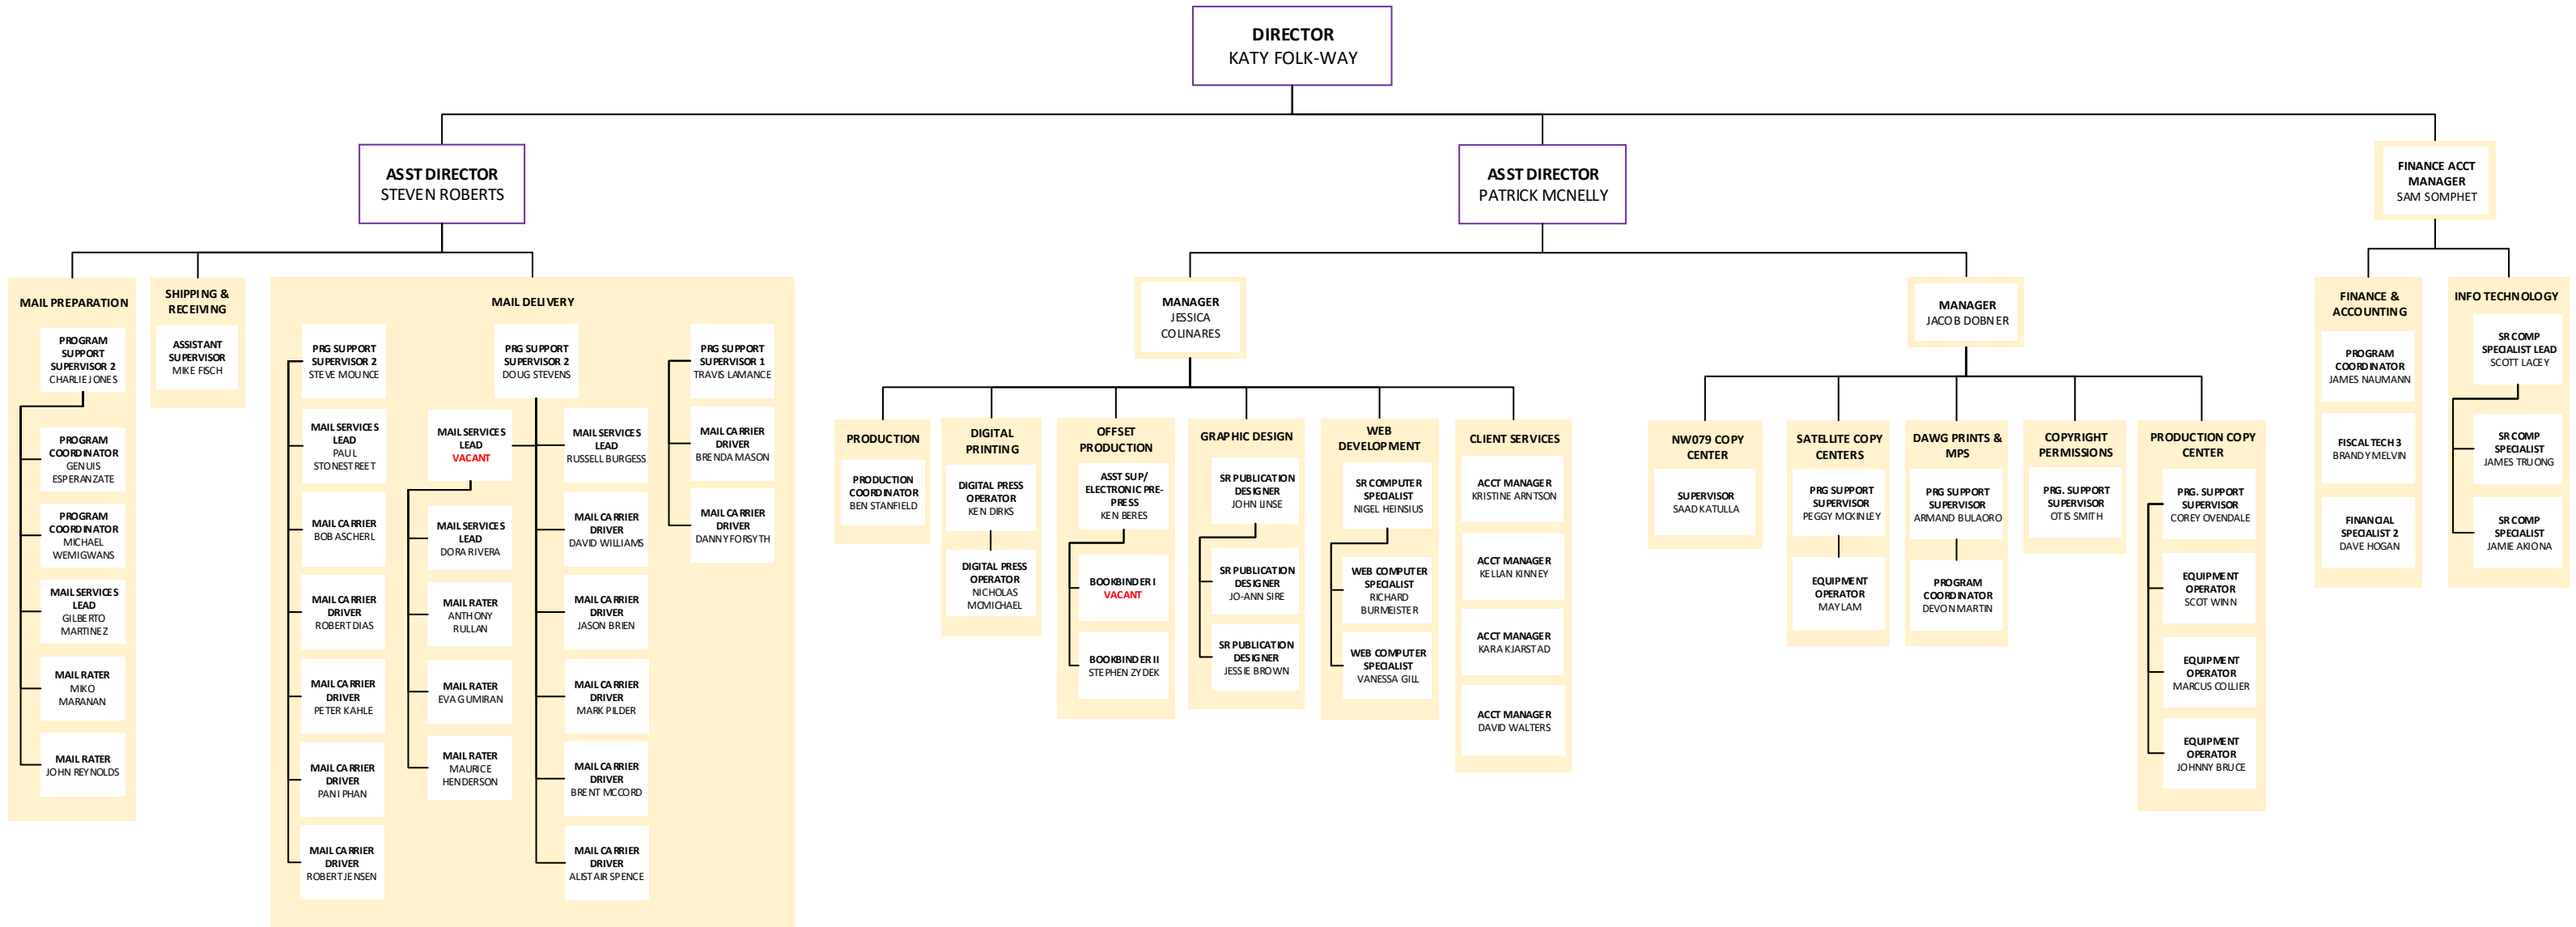 DIRECTOR
KATY FOLK-WAY
ASST DIRECTOR
STEVEN ROBERTS
ASST DIRECTOR
PATRICK MCNELLY
FINANCE ACCT
MANAGER
SAM SOMPHET
MAIL PREPARATION
PROGRAM
SUPPORT
SUPERVISOR 2
CHARLIE JONES
PROGRAM
COORDINATOR
GENUIS
ESPERANZATE
PROGRAM
COORDINATOR
MICHAEL
WEMIGWANS
MAIL SERVICES
LEAD
GILBERTO
MARTINEZ
MAIL RATER
MIKO
MARANAN
MAIL RATER
JOHN REYNOLDS
SHIPPING &
RECEIVING
ASSISTANT
SUPERVISOR
MIKE FISCH
MAIL DELIVERY
PRG SUPPORT
SUPERVISOR 2
STEVE MOUNCE
MAIL SERVICES
LEAD
PAUL
STONESTREET
MAIL CARRIER
BOB ASCHERL
MAIL CARRIER
DRIVER
ROBERT DIAS
MAIL CARRIER
DRIVER
PETER KAHLE
MAIL CARRIER
DRIVER
PANI PHAN
MAIL CARRIER
DRIVER
ROBERT JENSEN
PRG SUPPORT
SUPERVISOR 2
DOUG STEVENS
MAIL SERVICES
LEAD
VACANT
MAIL SERVICES
LEAD
DORA RIVERA
MAIL RATER
ANTHONY
RULLAN
MAIL RATER
EVA GUMIRAN
MAIL RATER
MAURICE
HENDERSON
MAIL SERVICES
LEAD
RUSSELL BURGESS
MAIL CARRIER
DRIVER
DAVID WILLIAMS
MAIL CARRIER
DRIVER
JASON BRIEN
MAIL CARRIER
DRIVER
MARK PILDER
MAIL CARRIER
DRIVER
BRENT MCCORD
MAIL CARRIER
DRIVER
ALISTAIR SPENCE
PRG SUPPORT
SUPERVISOR 1
TRAVIS LAMANCE
MAIL CARRIER
DRIVER
BRENDA MASON
MAIL CARRIER
DRIVER
DANNY FORSYTH
MANAGER
JESSICA
COLINARES
PRODUCTION
PRODUCTION
COORDINATOR
BEN STANFIELD
DIGITAL
PRINTING
DIGITAL PRESS
OPERATOR
KEN DIRKS
DIGITAL PRESS
OPERATOR
NICHOLAS
MCMICHAEL
OFFSET
PRODUCTION
ASST SUP/
ELECTRONIC PRE-
PRESS
KEN BERES
BOOKBINDER I
VACANT
BOOKBINDER II
STEPHEN ZYDEK
GRAPHIC DESIGN
SR PUBLICATION
DESIGNER
JOHN LINSE
SR PUBLICATION
DESIGNER
JO-ANN SIRE
SR PUBLICATION
DESIGNER
JESSIE BROWN
WEB
DEVELOPMENT
SR COMPUTER
SPECIALIST
NIGEL HEINSIUS
WEB COMPUTER
SPECIALIST
RICHARD
BURMEISTER
WEB COMPUTER
SPECIALIST
VANESSA GILL
CLIENT SERVICES
ACCT MANAGER
KRISTINE ARNTSON
ACCT MANAGER
KELLAN KINNEY
ACCT MANAGER
KARA KJARSTAD
ACCT MANAGER
DAVID WALTERS
MANAGER
JACOB DOBNER
NW079 COPY
CENTER
SUPERVISOR
SAAD KATULLA
SATELLITE COPY
CENTERS
PRG SUPPORT
SUPERVISOR
PEGGY MCKINLEY
EQUIPMENT
OPERATOR
MAY LAM
DAWG PRINTS &
MPS
PRG SUPPORT
SUPERVISOR
ARMAND BULAORO
PROGRAM
COORDINATOR
DEVON MARTIN
COPYRIGHT
PERMISSIONS
PRG. SUPPORT
SUPERVISOR
OTIS SMITH
PRODUCTION COPY
CENTER
PRG. SUPPORT
SUPERVISOR
COREY OVENDALE
EQUIPMENT
OPERATOR
SCOT WINN
EQUIPMENT
OPERATOR
MARCUS COLLIER
EQUIPMENT
OPERATOR
JOHNNY BRUCE
FINANCE &
ACCOUNTING
PROGRAM
COORDINATOR
JAMES NAUMANN
FISCAL TECH 3
BRANDY MELVIN
FINANCIAL
SPECIALIST 2
DAVE HOGAN
INFO TECHNOLOGY
SR COMP
SPECIALIST LEAD
SCOTT LACEY
SR COMP
SPECIALIST
JAMES TRUONG
SR COMP
SPECIALIST
JAMIE AKIONA